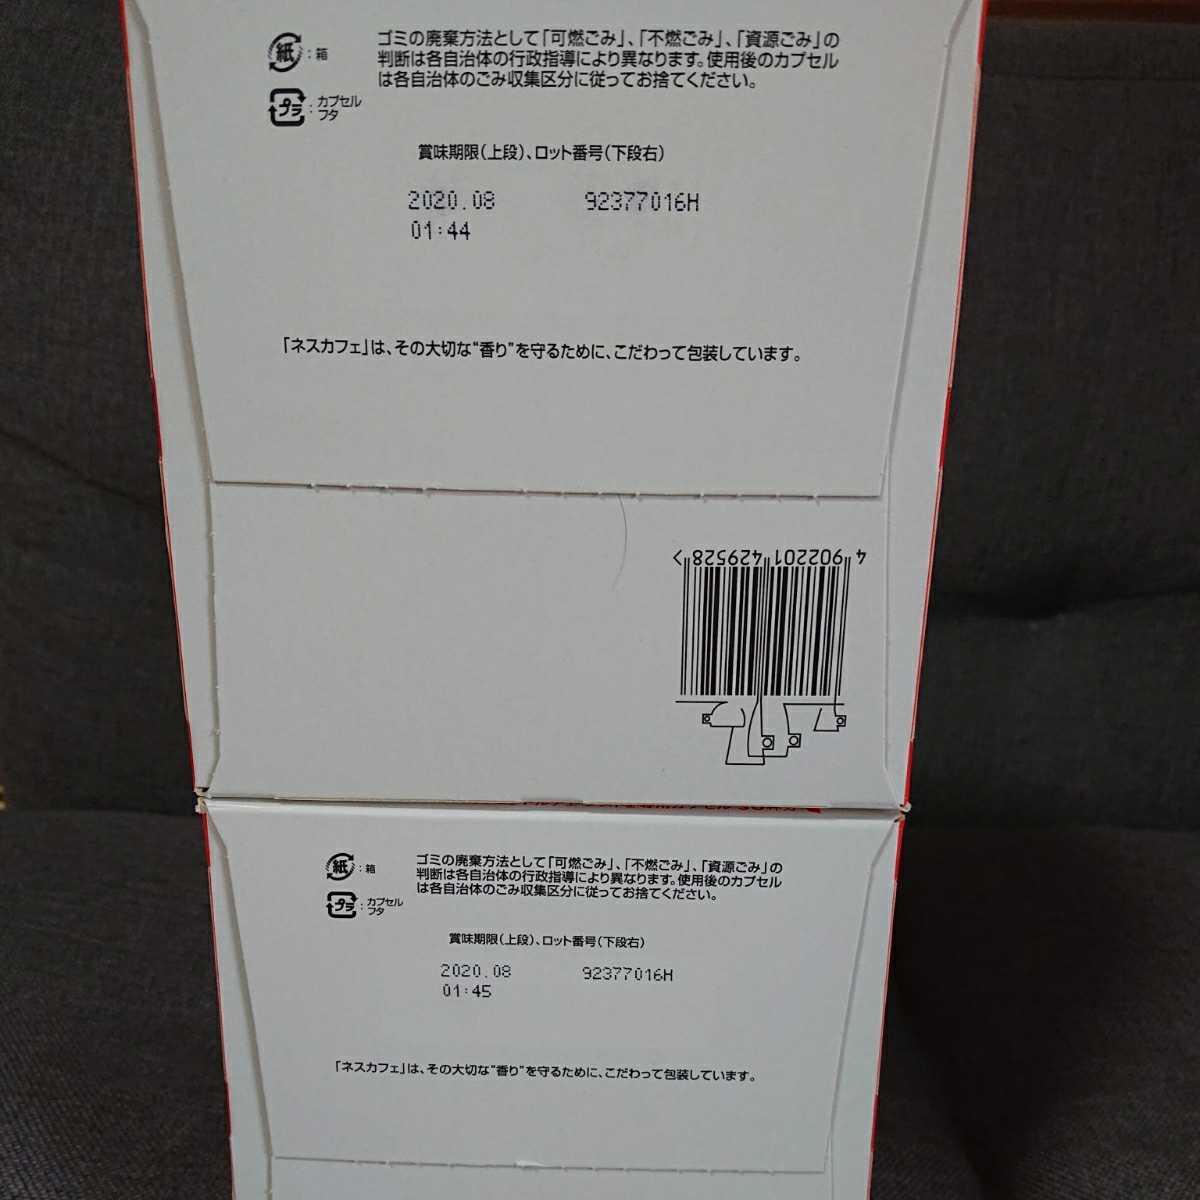 紙：箱
ゴミの廃棄方法として「可燃ごみ」、「不燃ごみ」、「資源ごみ」の
判断は各自治体の行政指導により異なります。使用後のカプセル
は各自治体のごみ収集区分に従ってお捨てください。
プラ：カプセル
フタ
賞味期限(上段)、ロット番号(下段右)
2020.08 92377016H
01:44
「ネスカフェ」は、その大切な“香り”を守るために、こだわって包装しています。
4 902201 429528 >
紙：箱
ゴミの廃棄方法として「可燃ごみ」、「不燃ごみ」、「資源ごみ」の
判断は各自治体の行政指導により異なります。使用後のカプセル
は各自治体のごみ収集区分に従ってお捨てください。
プラ：カプセル
フタ
賞味期限(上段)、ロット番号(下段右)
2020.08 92377016H
01:45
「ネスカフェ」は、その大切な“香り”を守るために、こだわって包装しています。